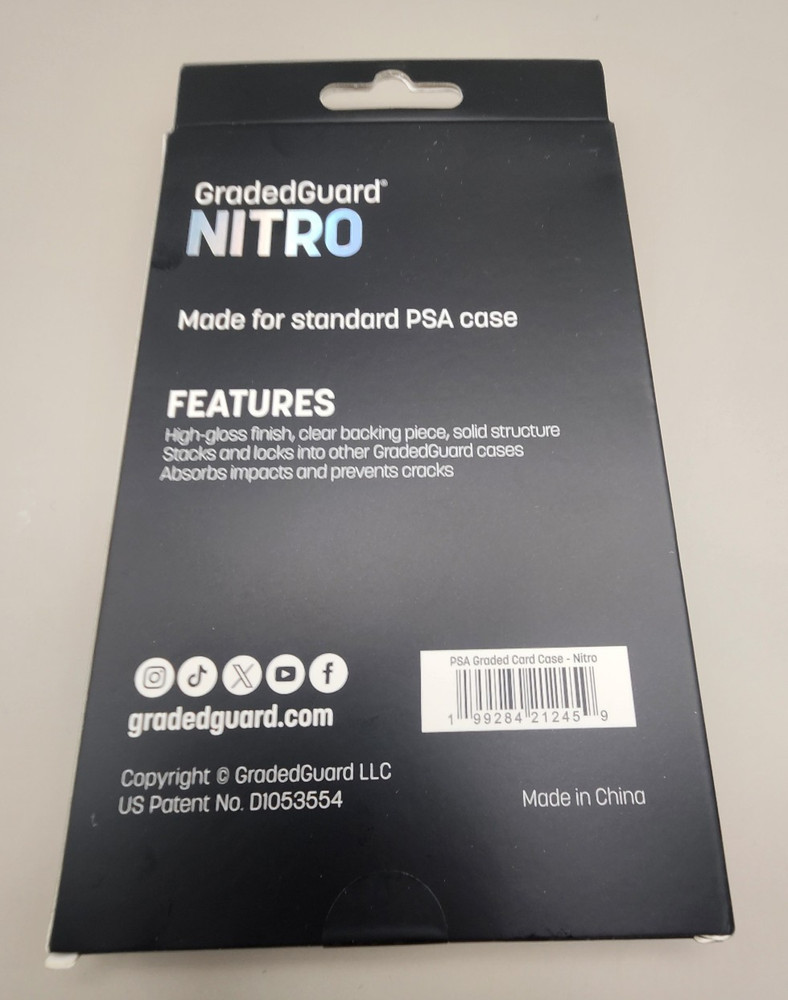 GradedGuard®
NITRO
Made for standard PSA case
FEATURES
High-gloss finish, clear backing piece, solid structure
Stacks and locks into other GradedGuard cases
Absorbs impacts and prevents cracks
PSA Graded Card Case - Nitro
1 99284 21245 9
gradedguard.com
Copyright © GradedGuard LLC
US Patent No. D1053554
Made in China